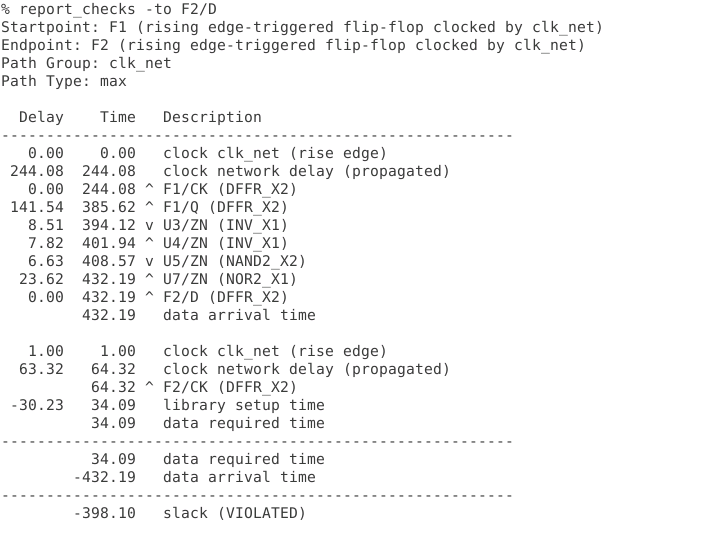 % report_checks -to F2/D
Startpoint: F1 (rising edge-triggered flip-flop clocked by clk_net)
Endpoint: F2 (rising edge-triggered flip-flop clocked by clk_net)
Path Group: clk_net
Path Type: max

  Delay    Time   Description
---------------------------------------------------------
   0.00    0.00   clock clk_net (rise edge)
 244.08  244.08   clock network delay (propagated)
   0.00  244.08 ^ F1/CK (DFFR_X2)
 141.54  385.62 ^ F1/Q (DFFR_X2)
   8.51  394.12 v U3/ZN (INV_X1)
   7.82  401.94 ^ U4/ZN (INV_X1)
   6.63  408.57 v U5/ZN (NAND2_X2)
  23.62  432.19 ^ U7/ZN (NOR2_X1)
   0.00  432.19 ^ F2/D (DFFR_X2)
         432.19   data arrival time

   1.00    1.00   clock clk_net (rise edge)
  63.32   64.32   clock network delay (propagated)
          64.32 ^ F2/CK (DFFR_X2)
 -30.23   34.09   library setup time
          34.09   data required time
---------------------------------------------------------
          34.09   data required time
        -432.19   data arrival time
---------------------------------------------------------
        -398.10   slack (VIOLATED)